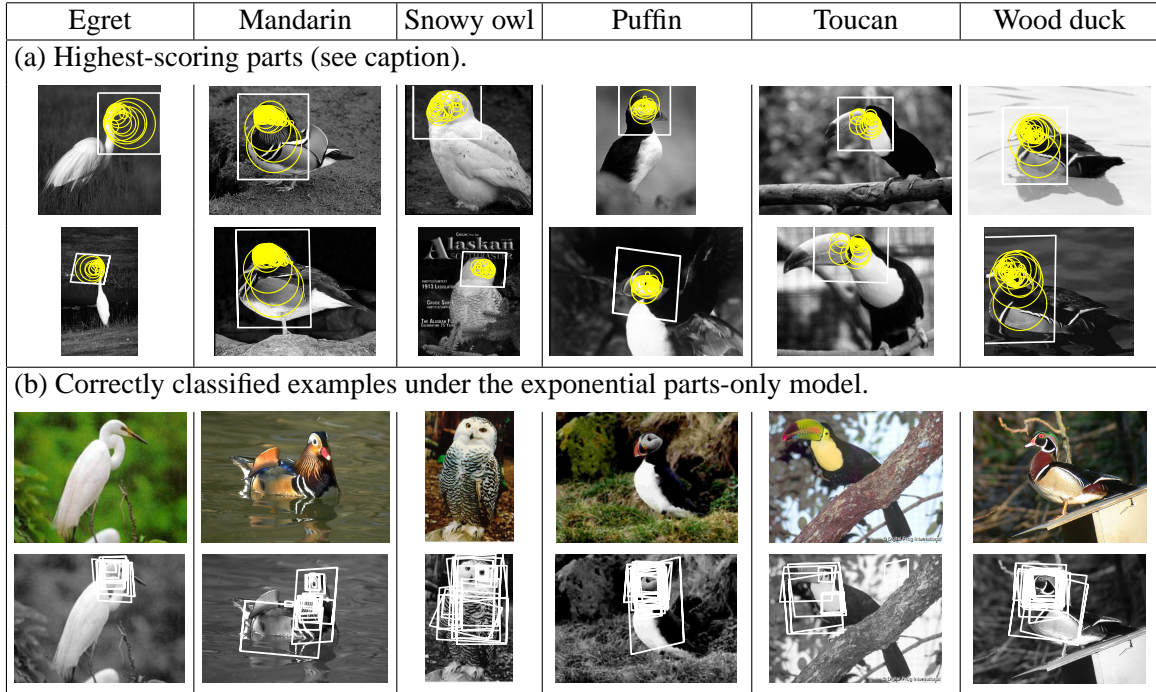 Egret Mandarin Snowy owl Puffin Toucan Wood duck
(a) Highest-scoring parts (see caption).
Alaskan
(b) Correctly classified examples under the exponential parts-only model.